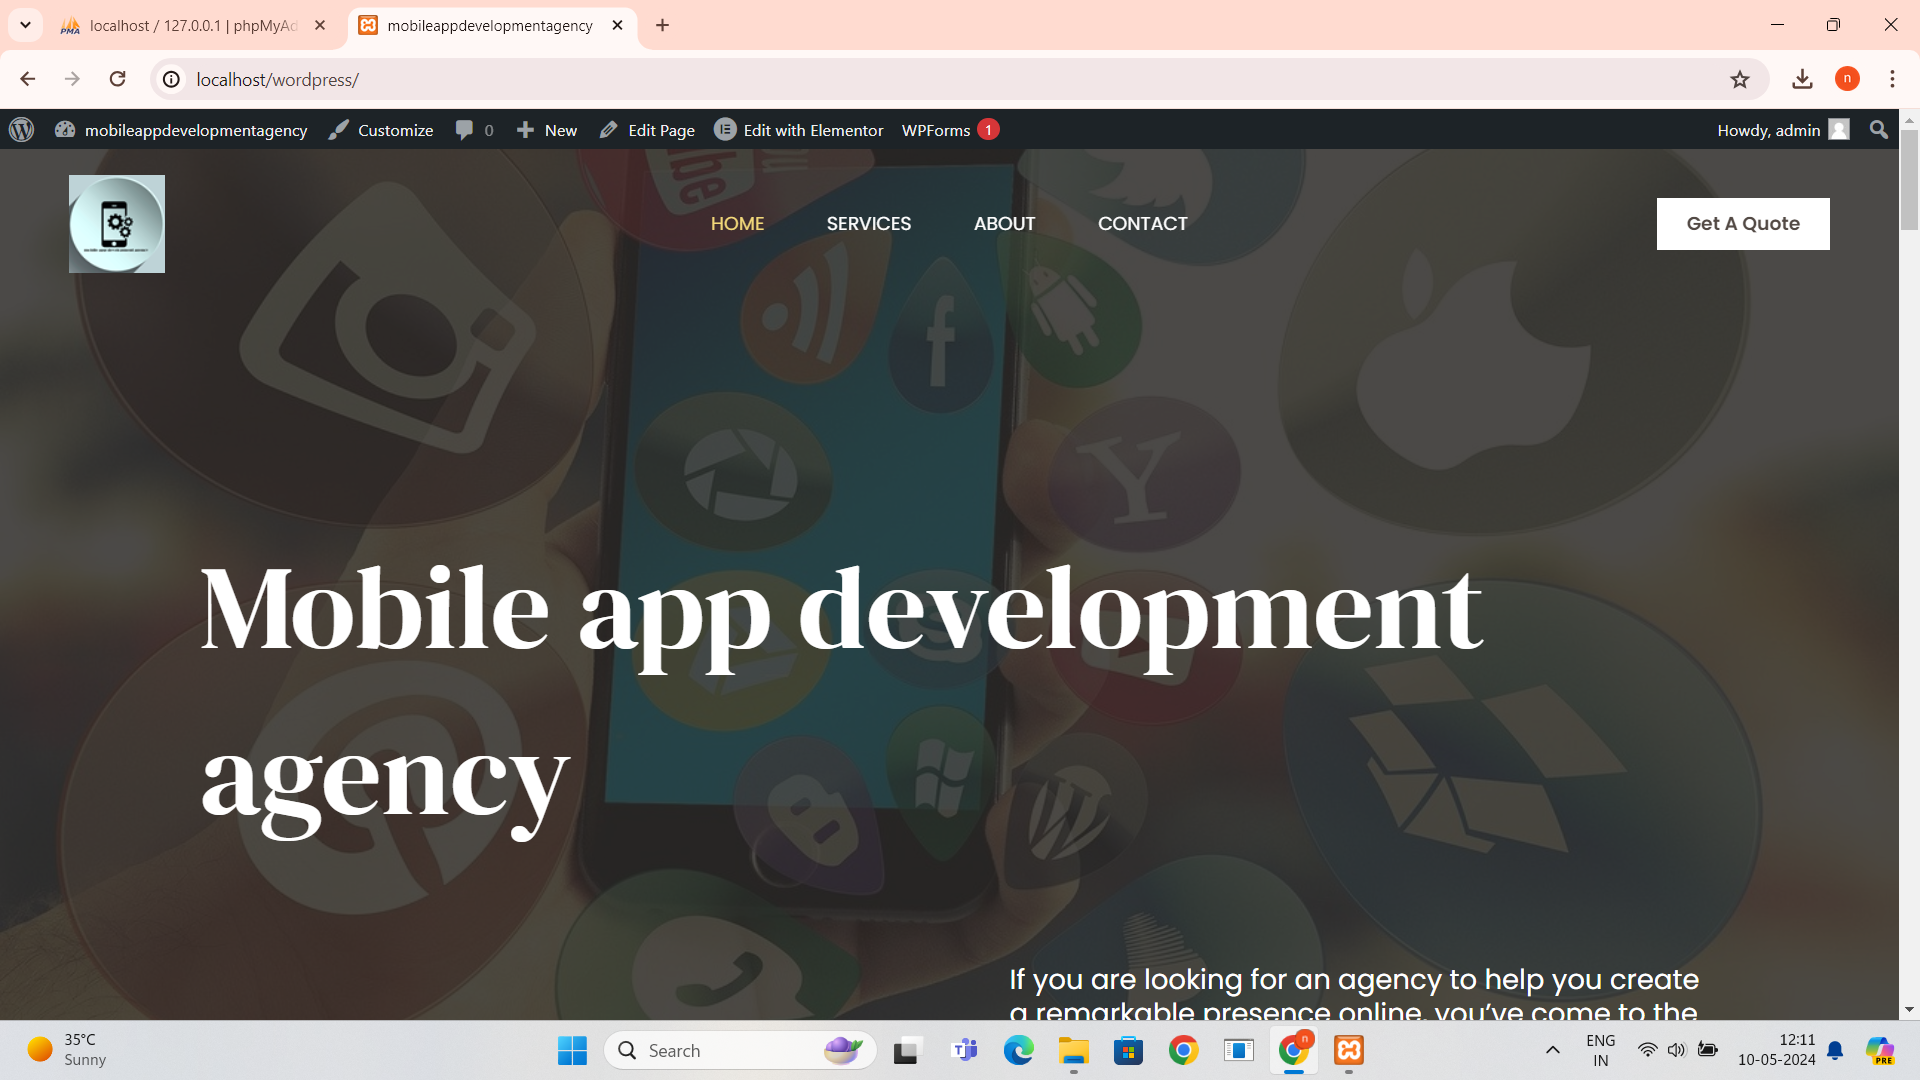 localhost / 127.0.0.1 | phpMyAd
mobileappdevelopmentagency
localhost/wordpress/
mobileappdevelopmentagency
Customize
0
New
Edit Page
Edit with Elementor
WPForms
1
Howdy, admin
HOME
SERVICES
ABOUT
CONTACT
Get A Quote
Mobile app development
agency
If you are looking for an agency to help you create
a remarkable presence online, you’ve come to the
35°C
Sunny
Search
ENG
IN
12:11
10-05-2024